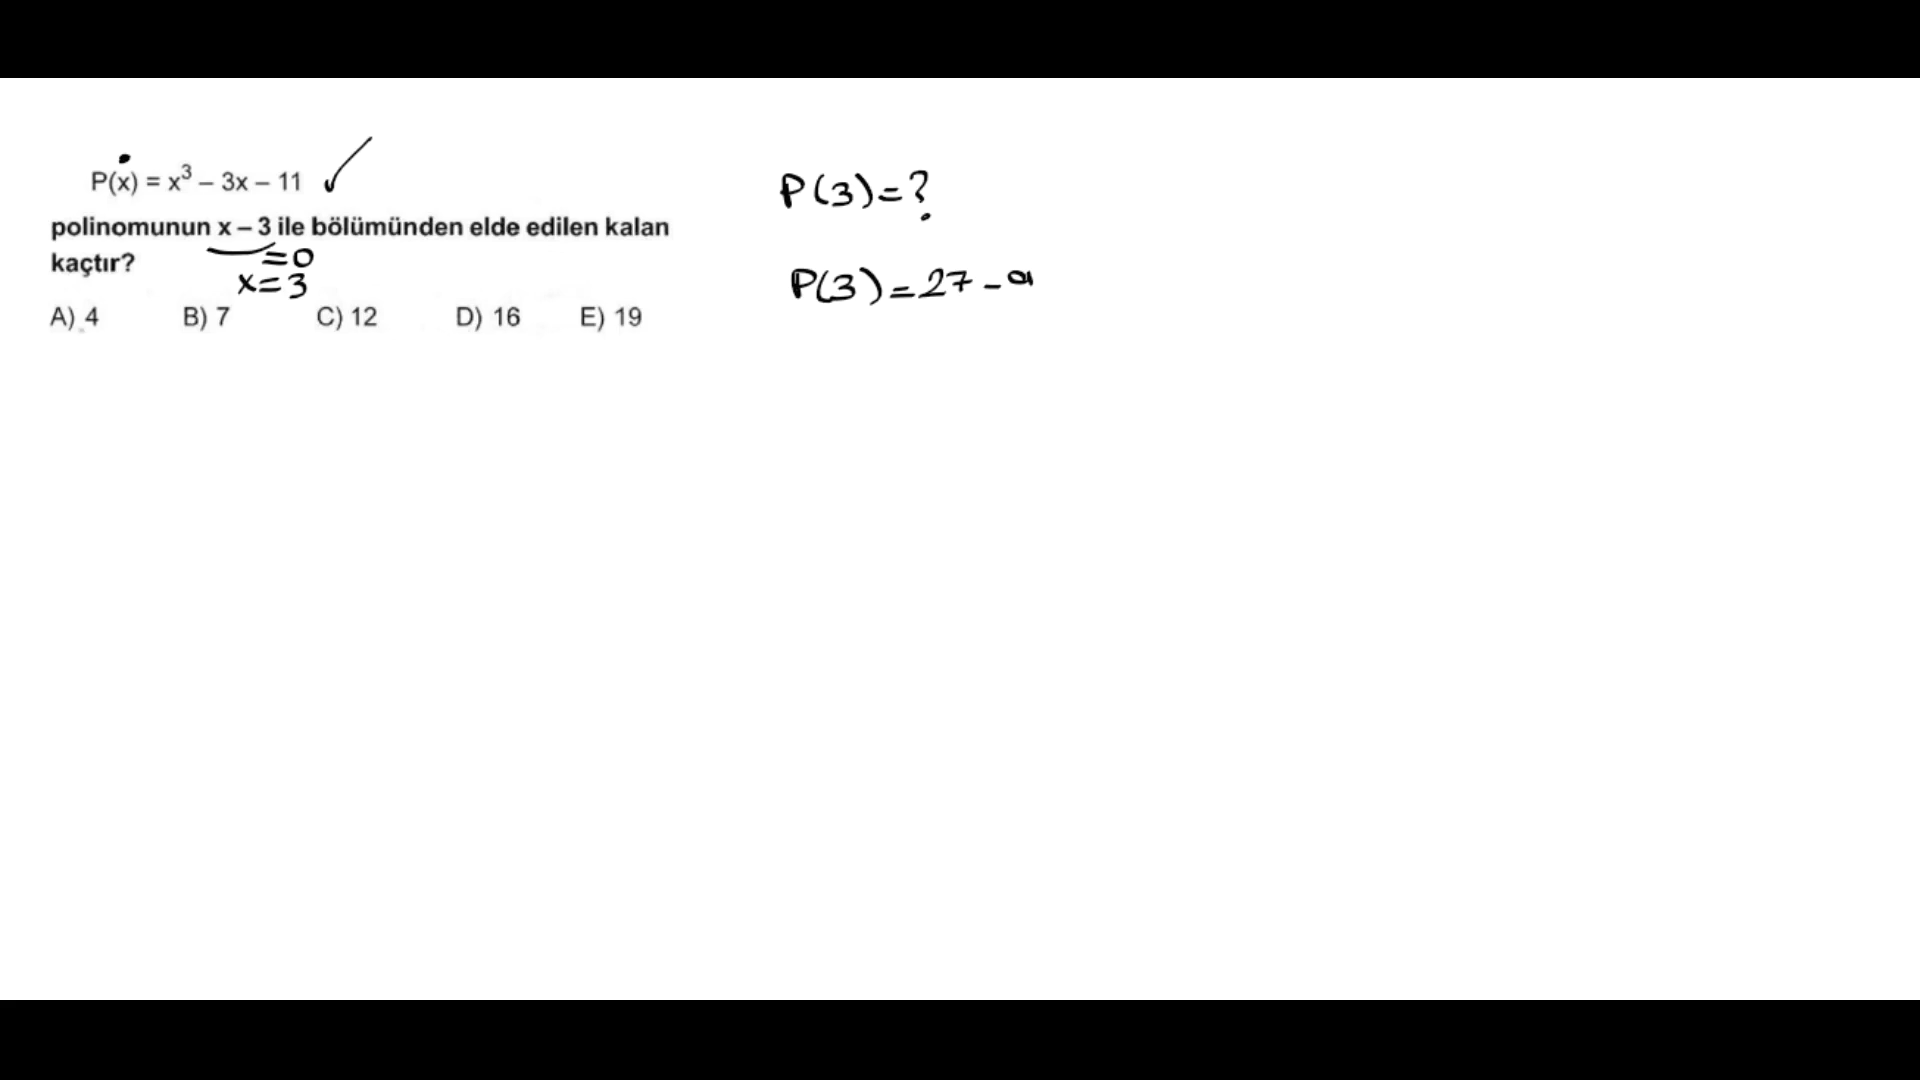 P(x) = x³ – 3x – 11
polinomunun x – 3 ile bölümünden elde edilen kalan
kaçtır?
=0
x=3
A) 4 B) 7 C) 12 D) 16 E) 19
P(3)=?
P(3)=27-